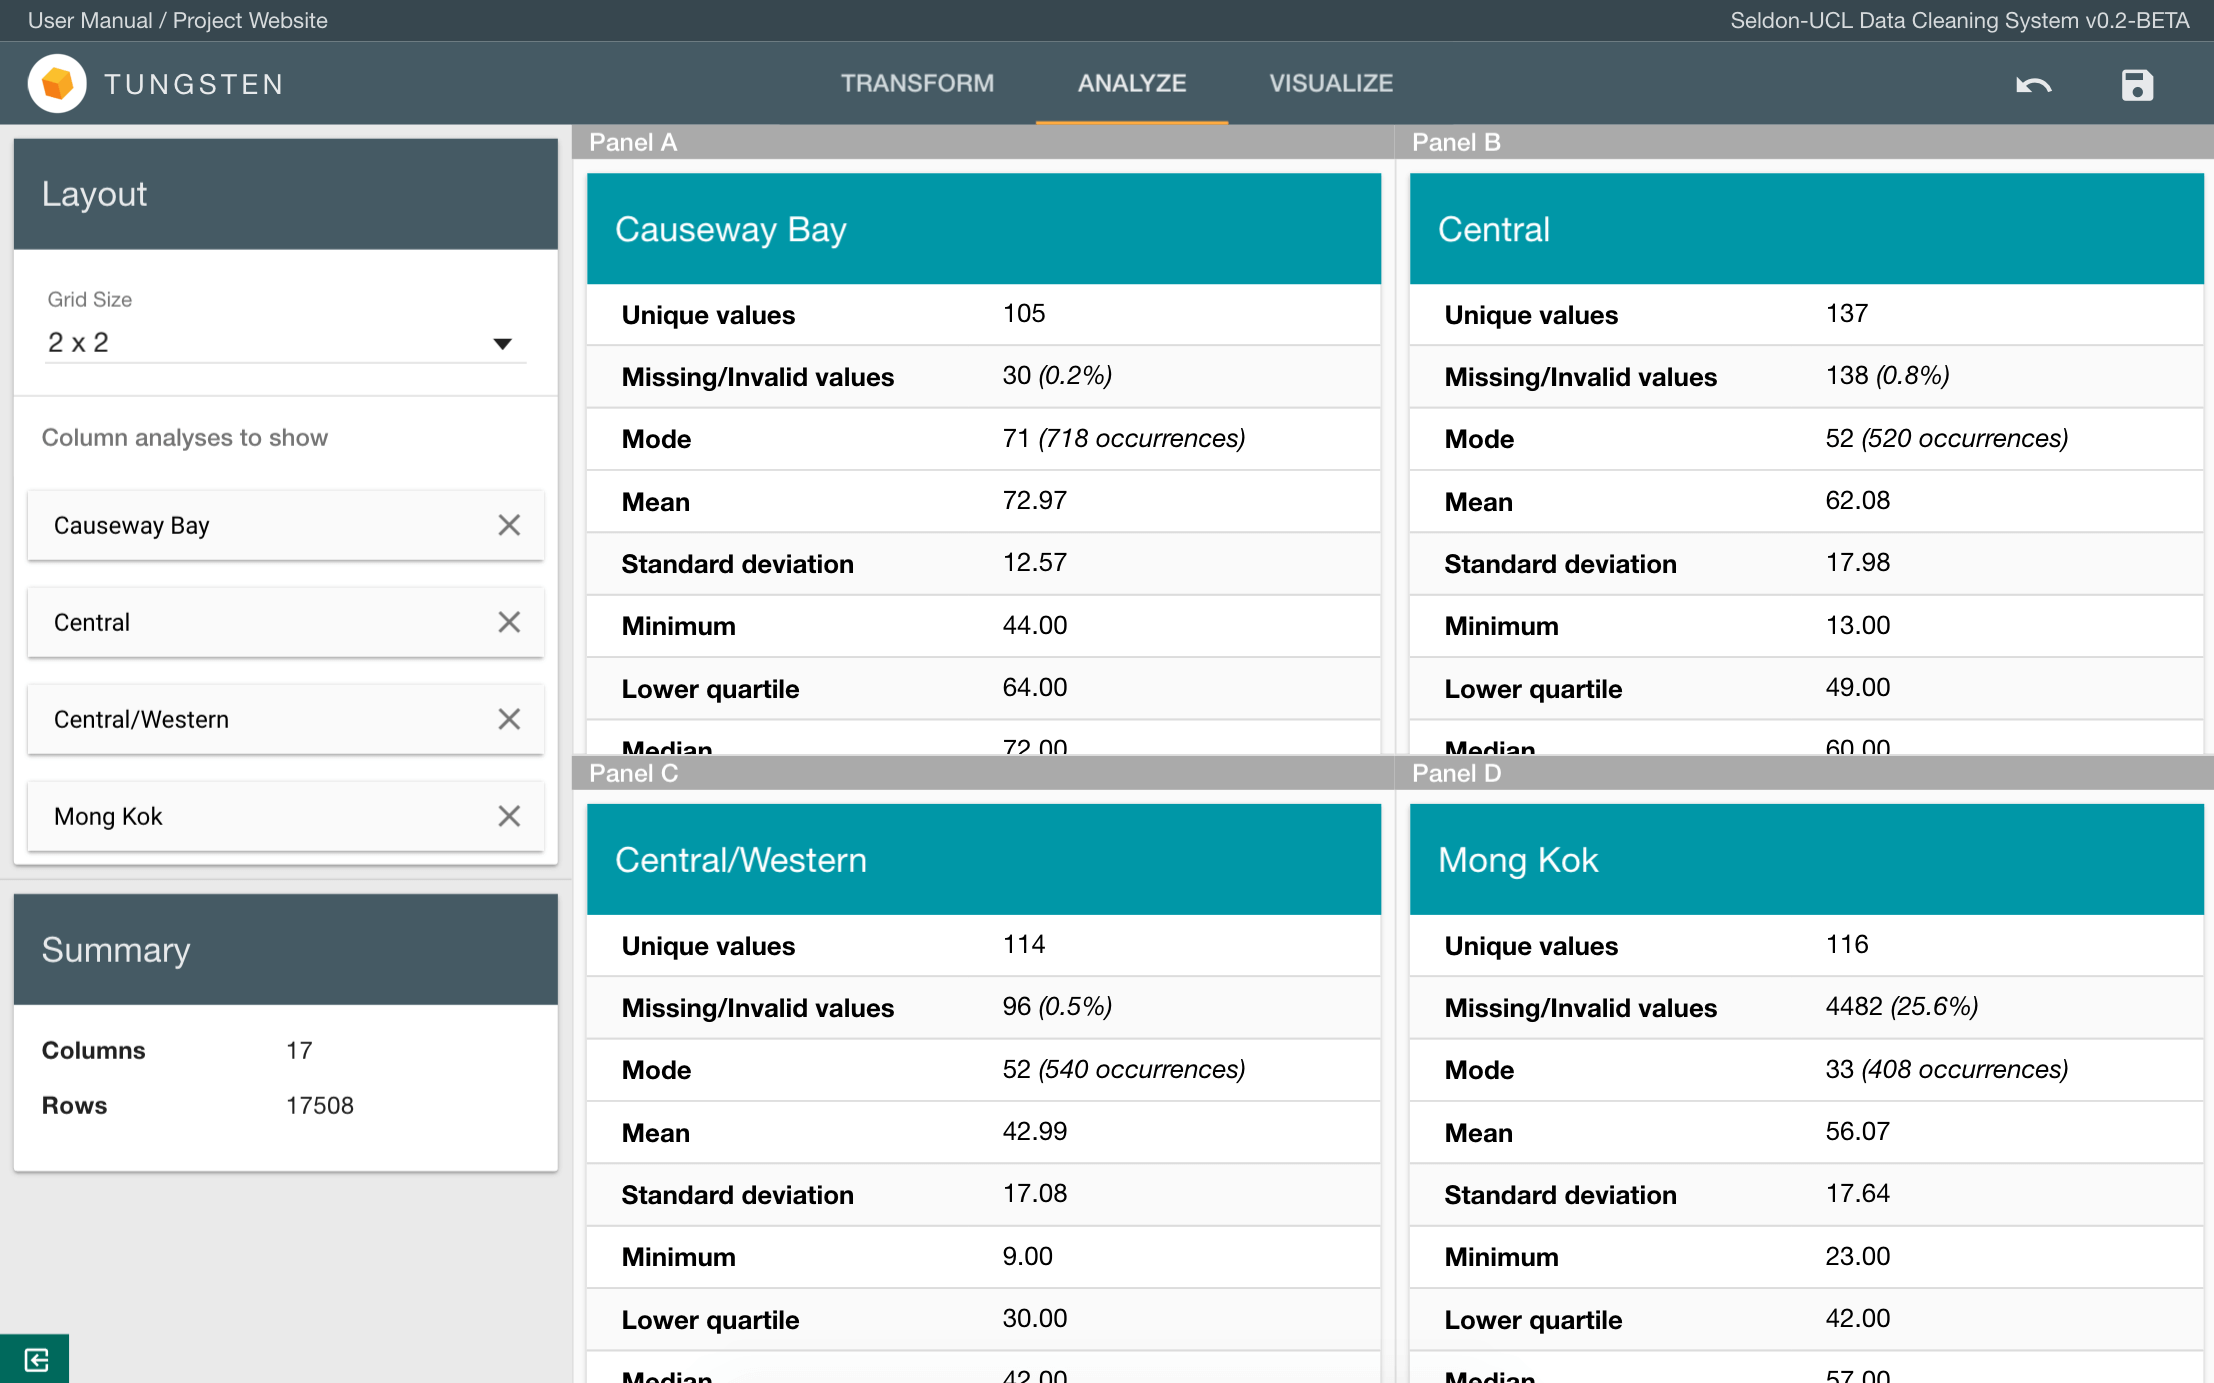 User Manual / Project Website
Seldon-UCL Data Cleaning System v0.2-BETA
TUNGSTEN
TRANSFORM
ANALYZE
VISUALIZE
Layout
Grid Size
2 x 2
Column analyses to show
Causeway Bay
Central
Central/Western
Mong Kok
Summary
Columns 17
Rows 17508
Panel A
Causeway Bay
Unique values 105
Missing/Invalid values 30 (0.2%)
Mode 71 (718 occurrences)
Mean 72.97
Standard deviation 12.57
Minimum 44.00
Lower quartile 64.00
Median 72.00
Panel B
Central
Unique values 137
Missing/Invalid values 138 (0.8%)
Mode 52 (520 occurrences)
Mean 62.08
Standard deviation 17.98
Minimum 13.00
Lower quartile 49.00
Median 60.00
Panel C
Central/Western
Unique values 114
Missing/Invalid values 96 (0.5%)
Mode 52 (540 occurrences)
Mean 42.99
Standard deviation 17.08
Minimum 9.00
Lower quartile 30.00
Median 42.00
Panel D
Mong Kok
Unique values 116
Missing/Invalid values 4482 (25.6%)
Mode 33 (408 occurrences)
Mean 56.07
Standard deviation 17.64
Minimum 23.00
Lower quartile 42.00
Median 57.00